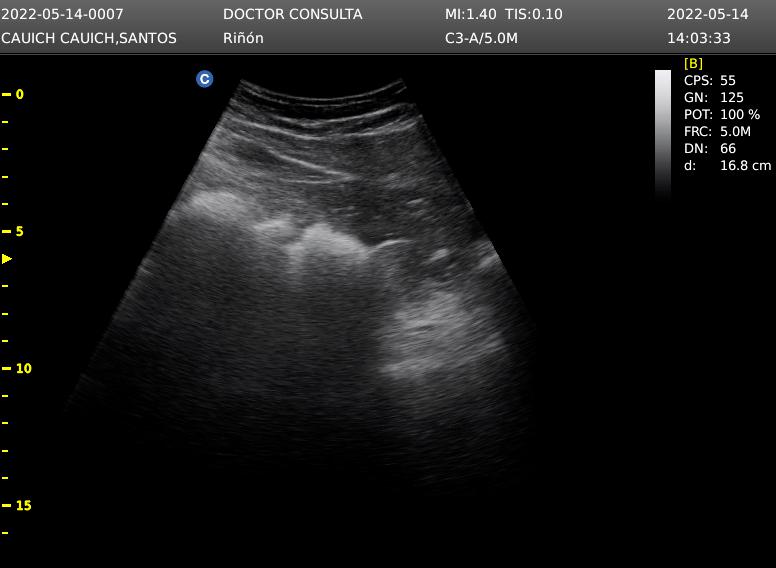 2022-05-14-0007 DOCTOR CONSULTA MI:1.40 TIS:0.10 2022-05-14
CAUICH CAUICH,SANTOS Riñón C3-A/5.0M 14:03:33
C
[B]
CPS: 55
GN: 125
POT: 100 %
FRC: 5.0M
DN: 66
d: 16.8 cm
0
5
10
15